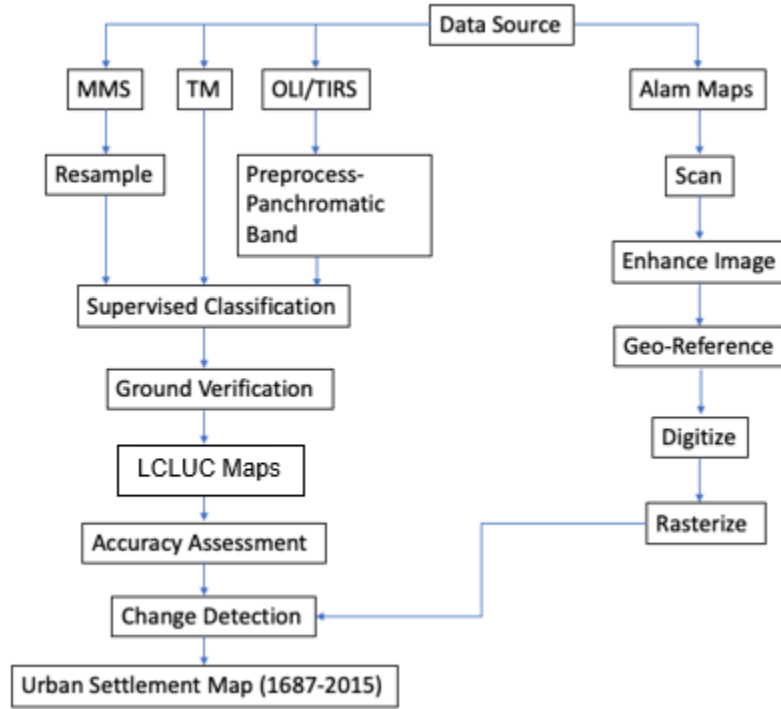 Data Source
MMS
TM
OLI/TIRS
Alam Maps
Resample
Preprocess-
Panchromatic
Band
Scan
Enhance Image
Supervised Classification
Geo-Reference
Ground Verification
Digitize
LCLUC Maps
Rasterize
Accuracy Assessment
Change Detection
Urban Settlement Map (1687-2015)